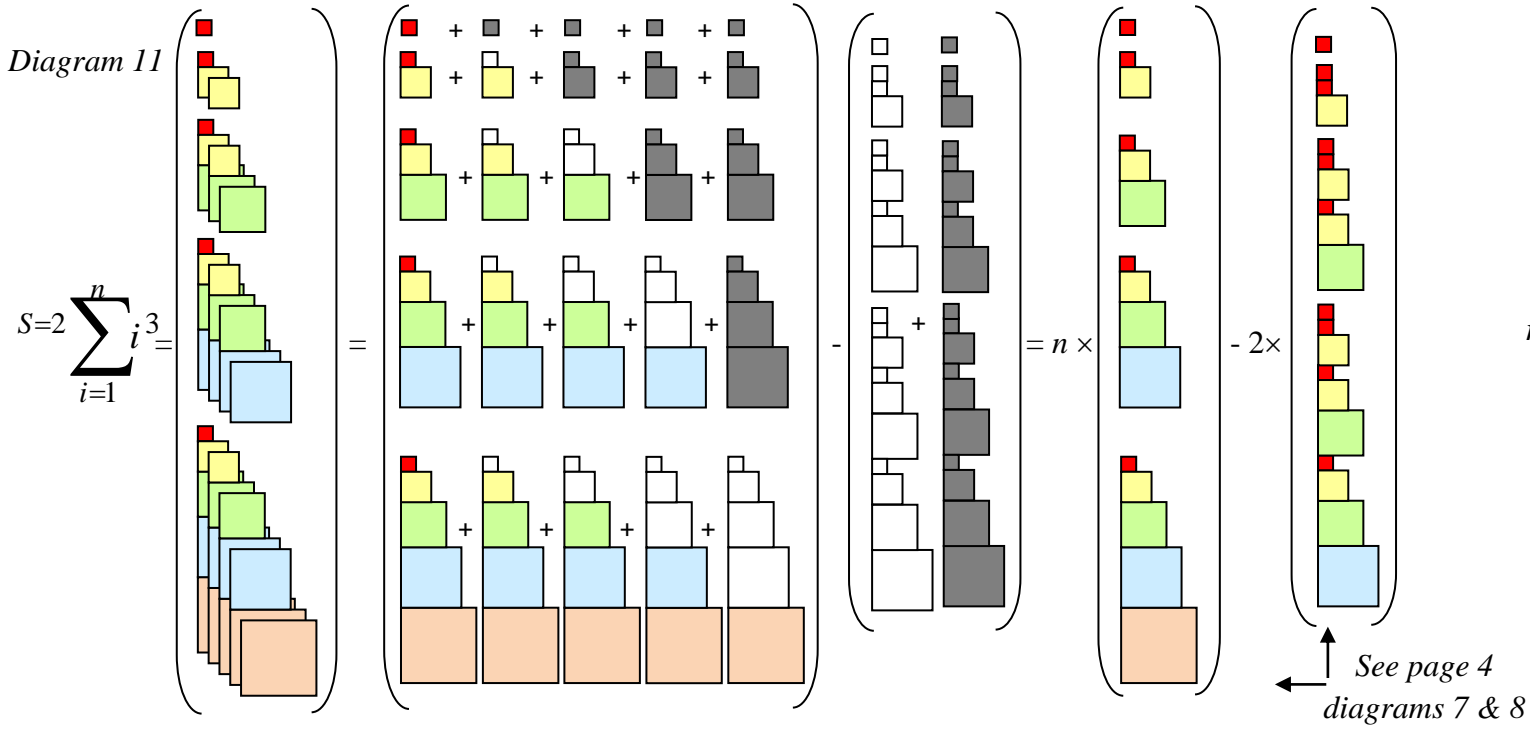 + + + +
Diagram 11
+ + + +
+ + + +
n
S=2 ∑ i³ = = + + + + - + = n × - 2×
i=1
+ + + +
See page 4
diagrams 7 & 8